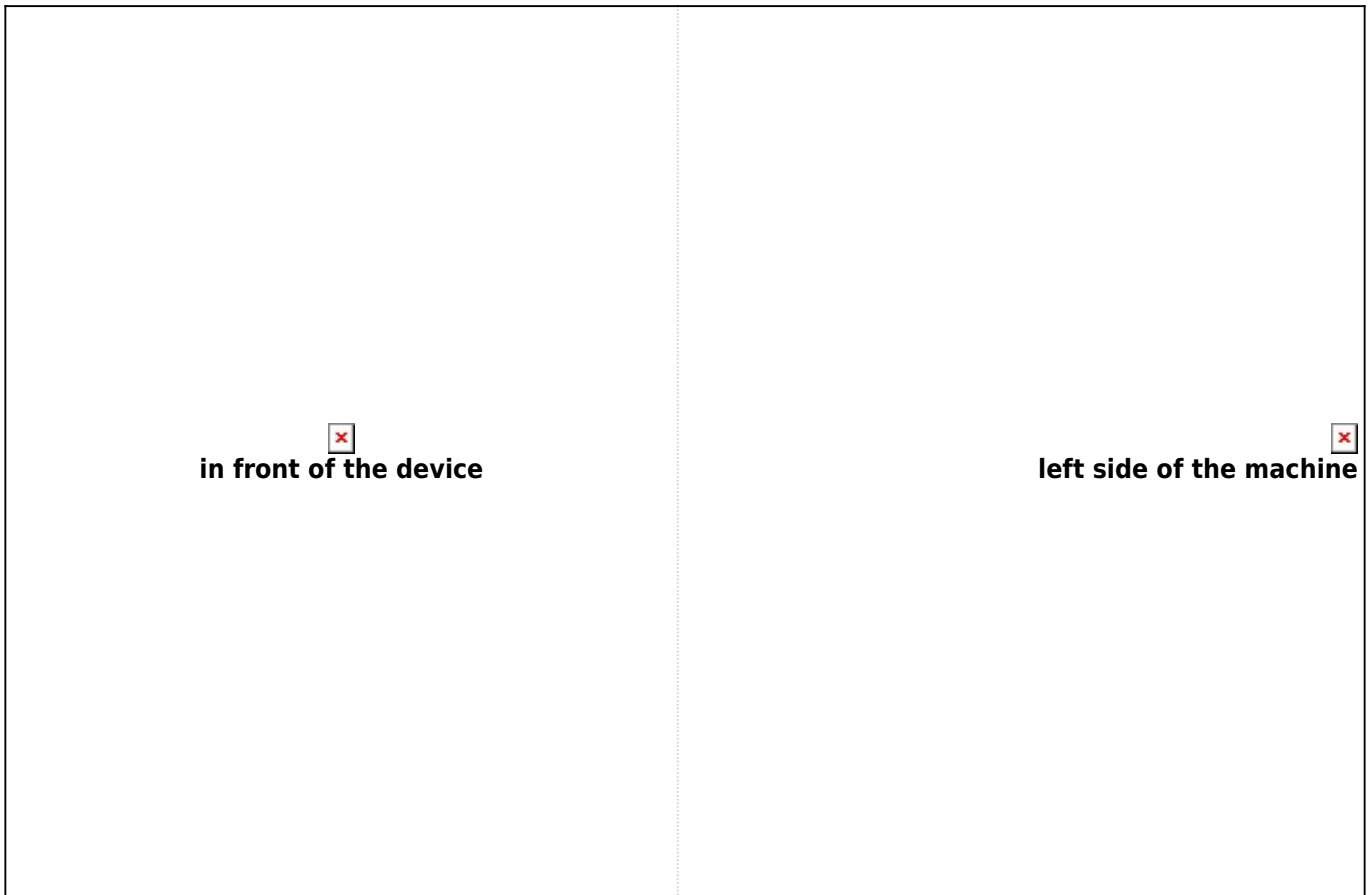 in front of the device
left side of the machine